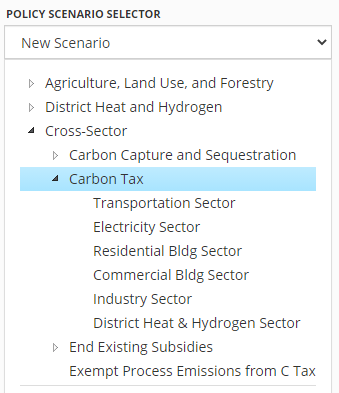 POLICY SCENARIO SELECTOR
New Scenario
Agriculture, Land Use, and Forestry
District Heat and Hydrogen
Cross-Sector
Carbon Capture and Sequestration
Carbon Tax
Transportation Sector
Electricity Sector
Residential Bldg Sector
Commercial Bldg Sector
Industry Sector
District Heat & Hydrogen Sector
End Existing Subsidies
Exempt Process Emissions from C Tax